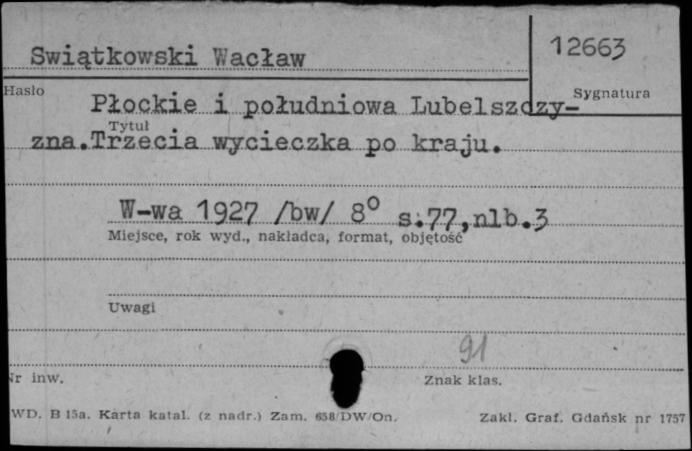 Swiątkowski Wacław
12663
Hasło
Sygnatura
Płockie i południowa Lubelszczy-
Tytuł
zna.Trzecia wycieczka po kraju.
W-wa 1927 /bw/ 8° s.77,nlb.3
Miejsce, rok wyd., nakładca, format, objętość
Uwagi
91
Nr inw.
Znak klas.
WD. B 15a. Karta katal. (z nadr.) Zam. 658/DW/On.
Zakł. Graf. Gdańsk nr 1757